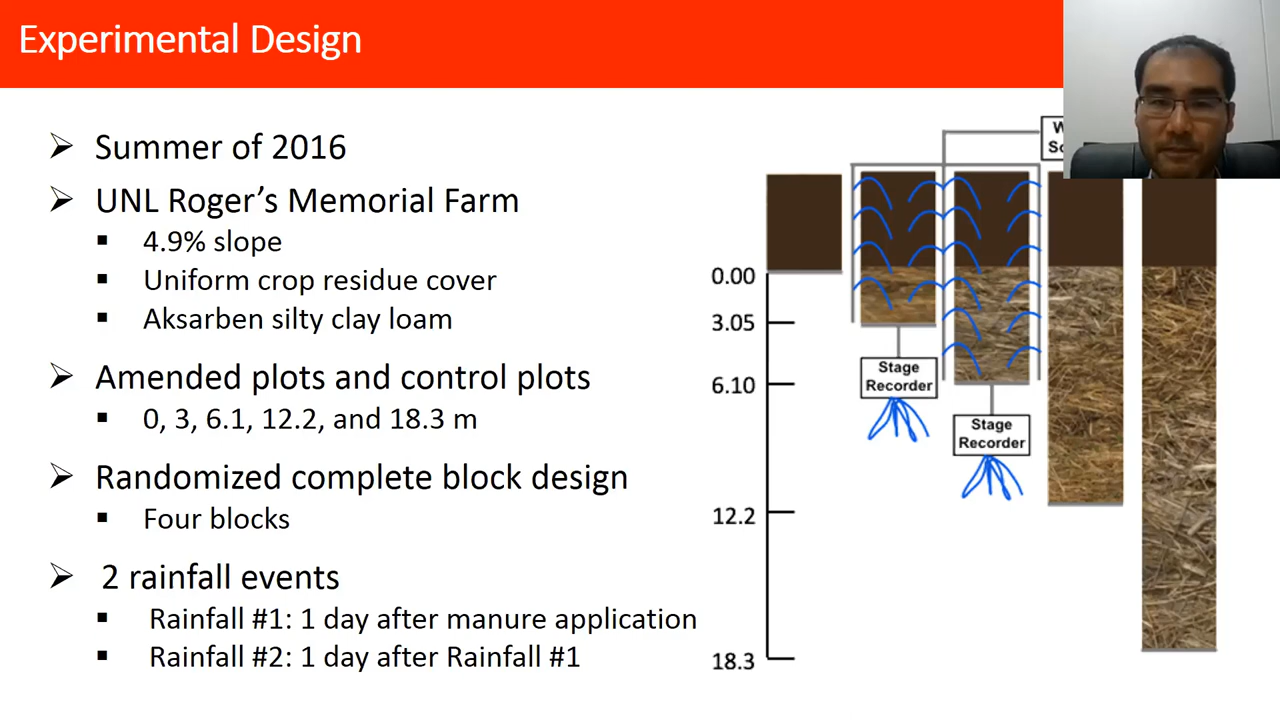 Experimental Design
➢ Summer of 2016
➢ UNL Roger's Memorial Farm
▪ 4.9% slope
▪ Uniform crop residue cover
▪ Aksarben silty clay loam
➢ Amended plots and control plots
▪ 0, 3, 6.1, 12.2, and 18.3 m
➢ Randomized complete block design
▪ Four blocks
➢ 2 rainfall events
▪ Rainfall #1: 1 day after manure application
▪ Rainfall #2: 1 day after Rainfall #1
0.00
3.05
6.10
12.2
18.3
Stage
Recorder
Stage
Recorder